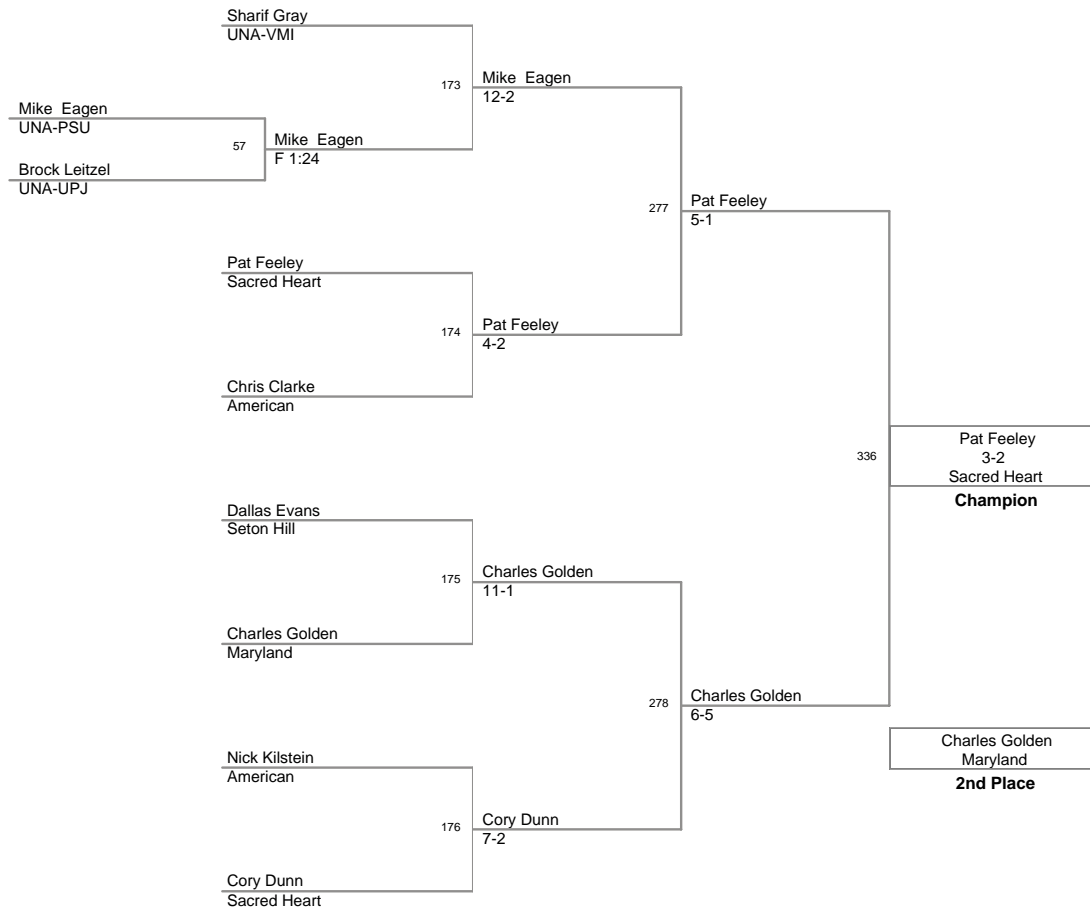 Sharif Gray
UNA-VMI
173
Mike Eagen
12-2
Mike Eagen
UNA-PSU
57
Mike Eagen
F 1:24
Brock Leitzel
UNA-UPJ
277
Pat Feeley
5-1
Pat Feeley
Sacred Heart
174
Pat Feeley
4-2
Chris Clarke
American
336
Pat Feeley
3-2
Sacred Heart
Champion
Dallas Evans
Seton Hill
175
Charles Golden
11-1
Charles Golden
Maryland
278
Charles Golden
6-5
Charles Golden
Maryland
2nd Place
Nick Kilstein
American
176
Cory Dunn
7-2
Cory Dunn
Sacred Heart